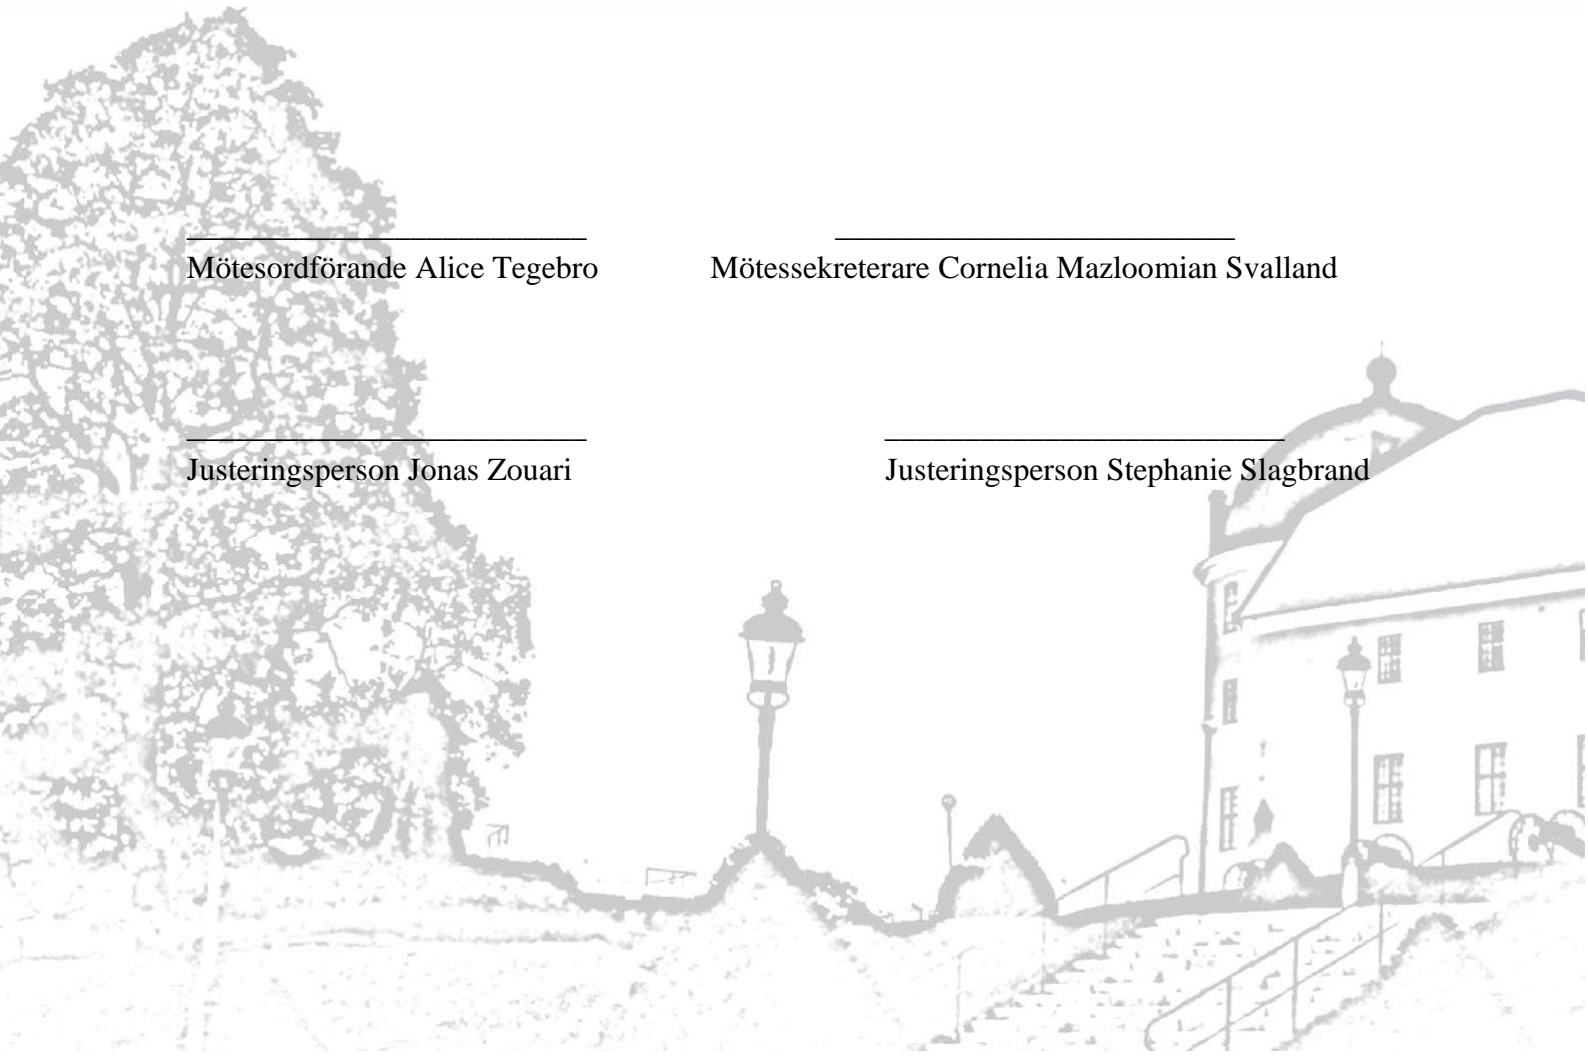 Mötesordförande Alice Tegebro
Mötessekreterare Cornelia Mazloomian Svalland
Justeringsperson Jonas Zouari
Justeringsperson Stephanie Slagbrand